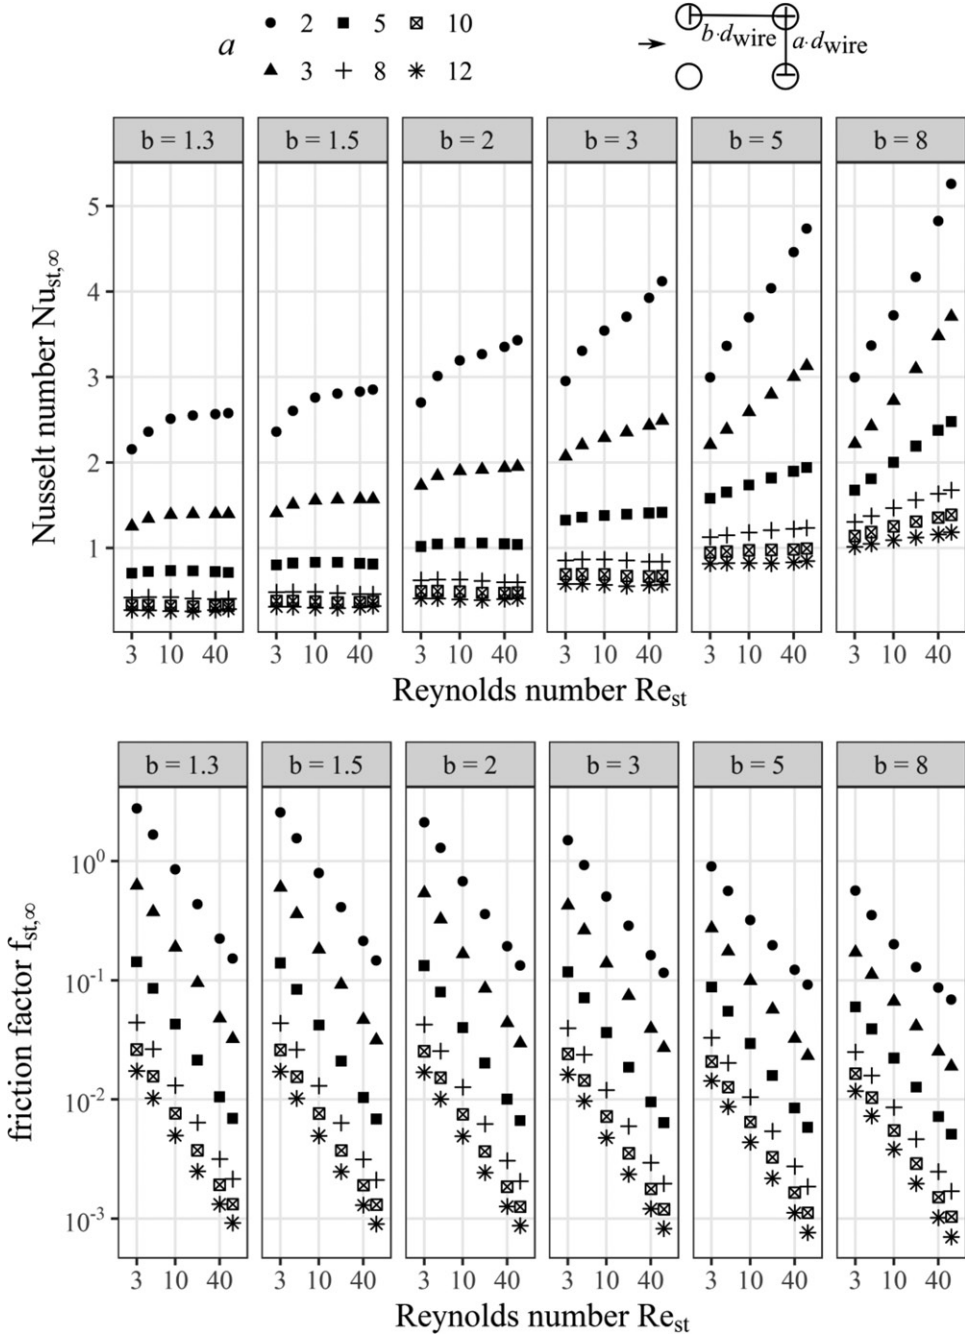 a 2 5 10
3 8 12
b·dwire a·dwire
b = 1.3 b = 1.5 b = 2 b = 3 b = 5 b = 8
Nusselt number Nust,∞
5
4
3
2
1
3 10 40 3 10 40 3 10 40 3 10 40 3 10 40 3 10 40
Reynolds number Rest
b = 1.3 b = 1.5 b = 2 b = 3 b = 5 b = 8
friction factor fst,∞
10^0
10^-1
10^-2
10^-3
3 10 40 3 10 40 3 10 40 3 10 40 3 10 40 3 10 40
Reynolds number Rest